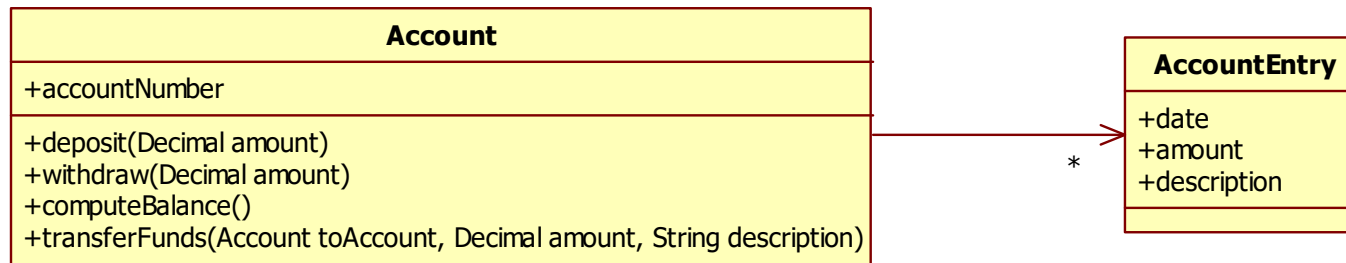 Account
+accountNumber
+deposit(Decimal amount)
+withdraw(Decimal amount)
+computeBalance()
+transferFunds(Account toAccount, Decimal amount, String description)
*
AccountEntry
+date
+amount
+description